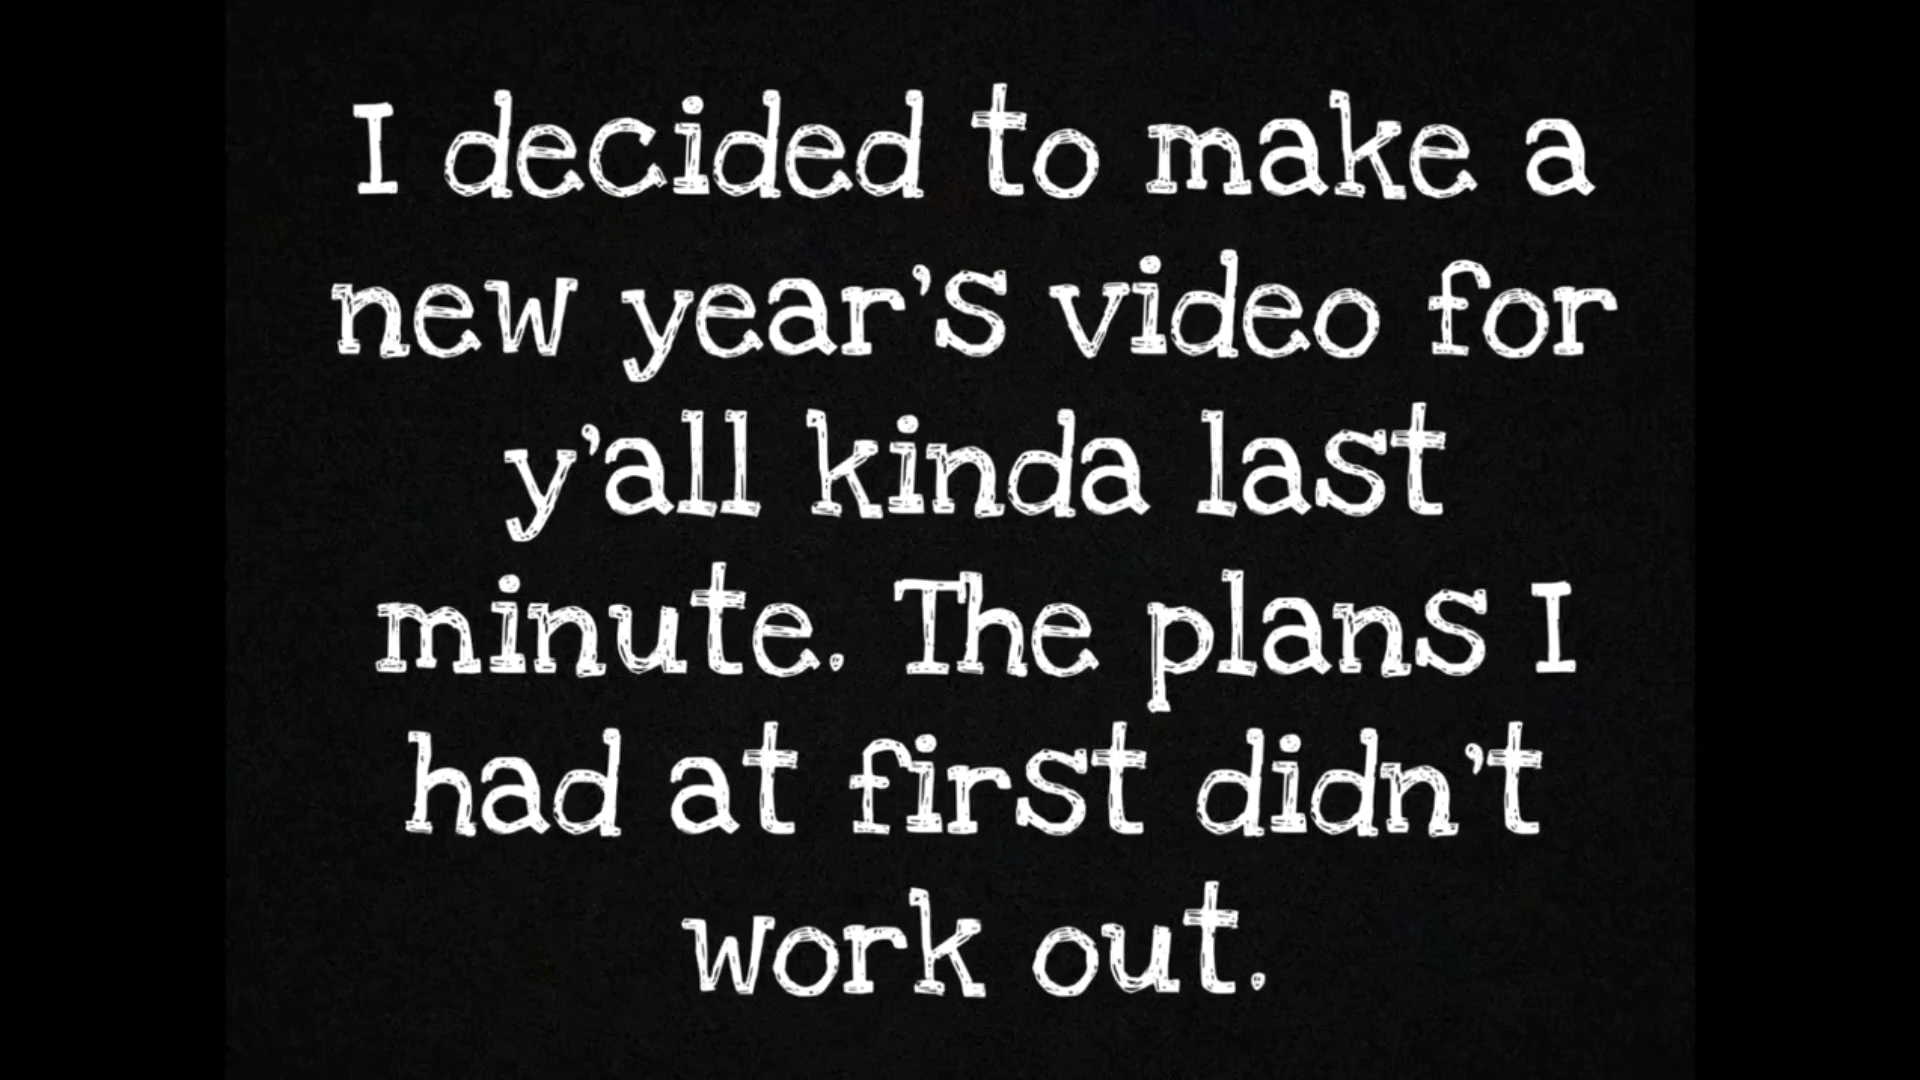 I decided to make a
new year's video for
y'all kinda last
minute. The plans I
had at first didn't
work out.